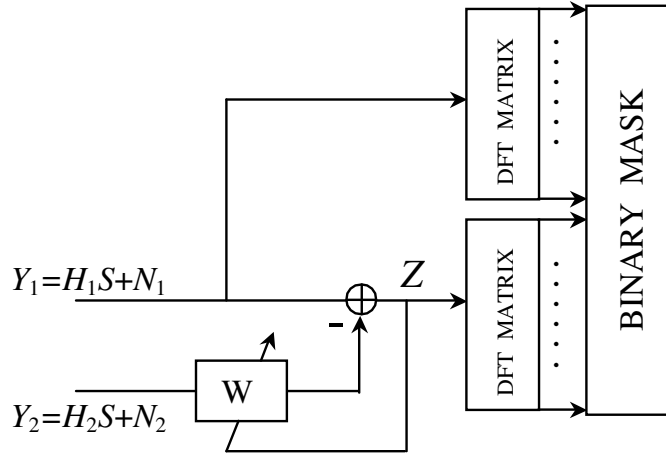 DFT MATRIX
BINARY MASK
Y₁=H₁S+N₁
Z
DFT MATRIX
-
W
Y₂=H₂S+N₂